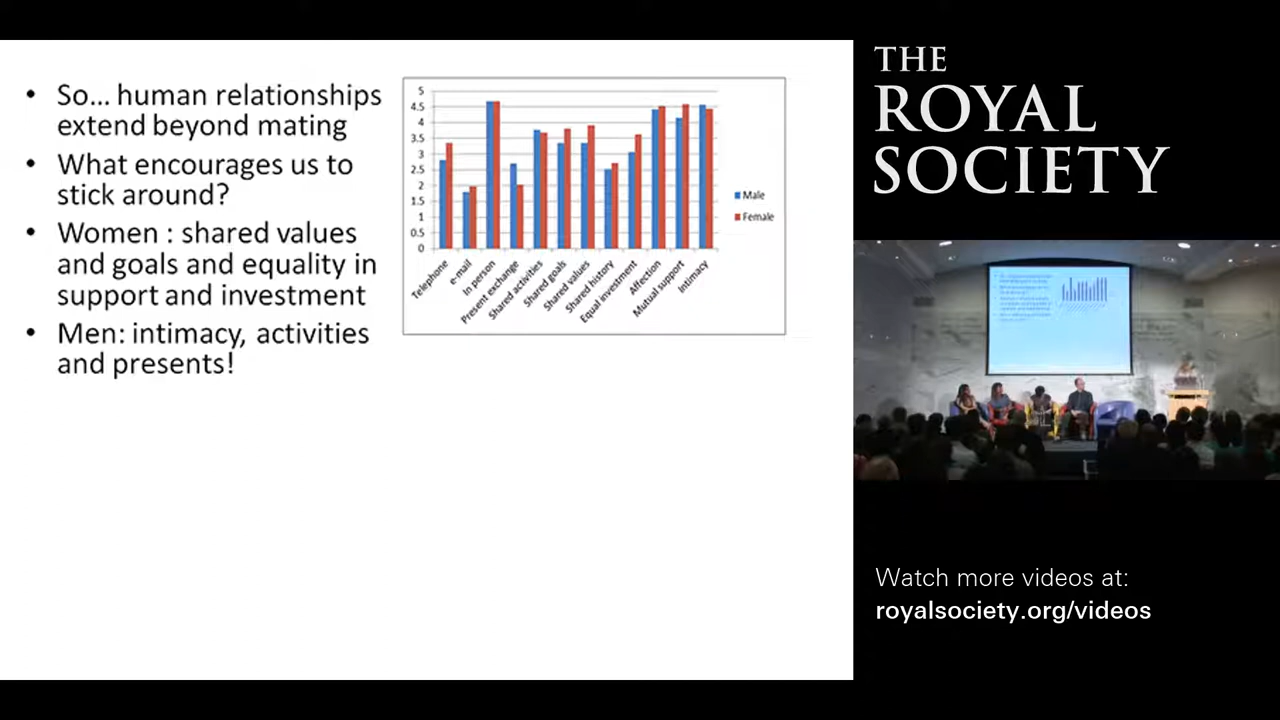 • So... human relationships
extend beyond mating
• What encourages us to
stick around?
• Women : shared values
and goals and equality in
support and investment
• Men: intimacy, activities
and presents!
5
4.5
4
3.5
3
2.5
2
1.5
1
0.5
0
Telephone
e-mail
In person
Present exchange
Shared activities
Shared goals
Shared values
Shared history
Equal investment
Affection
Mutual support
Intimacy
Male
Female
THE
ROYAL
SOCIETY
Watch more videos at:
royalsociety.org/videos